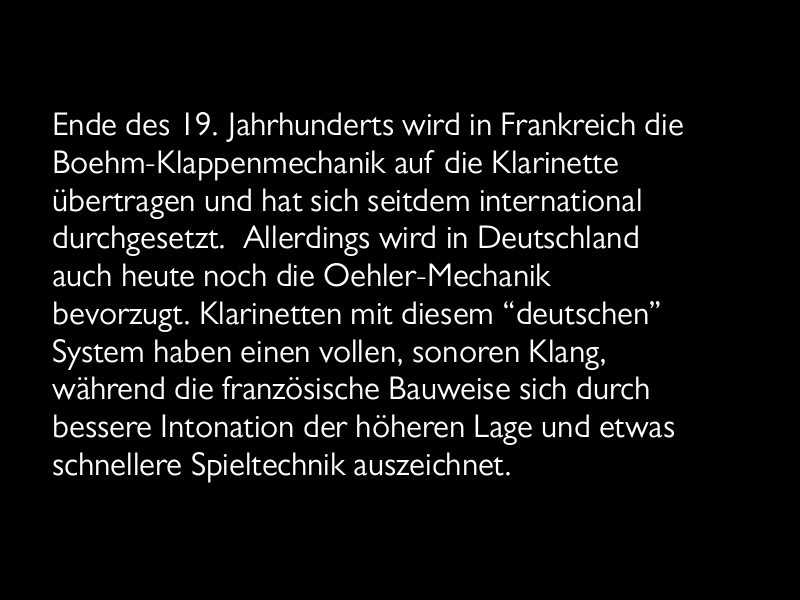 Ende des 19. Jahrhunderts wird in Frankreich die
Boehm-Klappenmechanik auf die Klarinette
übertragen und hat sich seitdem international
durchgesetzt.  Allerdings wird in Deutschland
auch heute noch die Oehler-Mechanik
bevorzugt. Klarinetten mit diesem “deutschen”
System haben einen vollen, sonoren Klang,
während die französische Bauweise sich durch
bessere Intonation der höheren Lage und etwas
schnellere Spieltechnik auszeichnet.